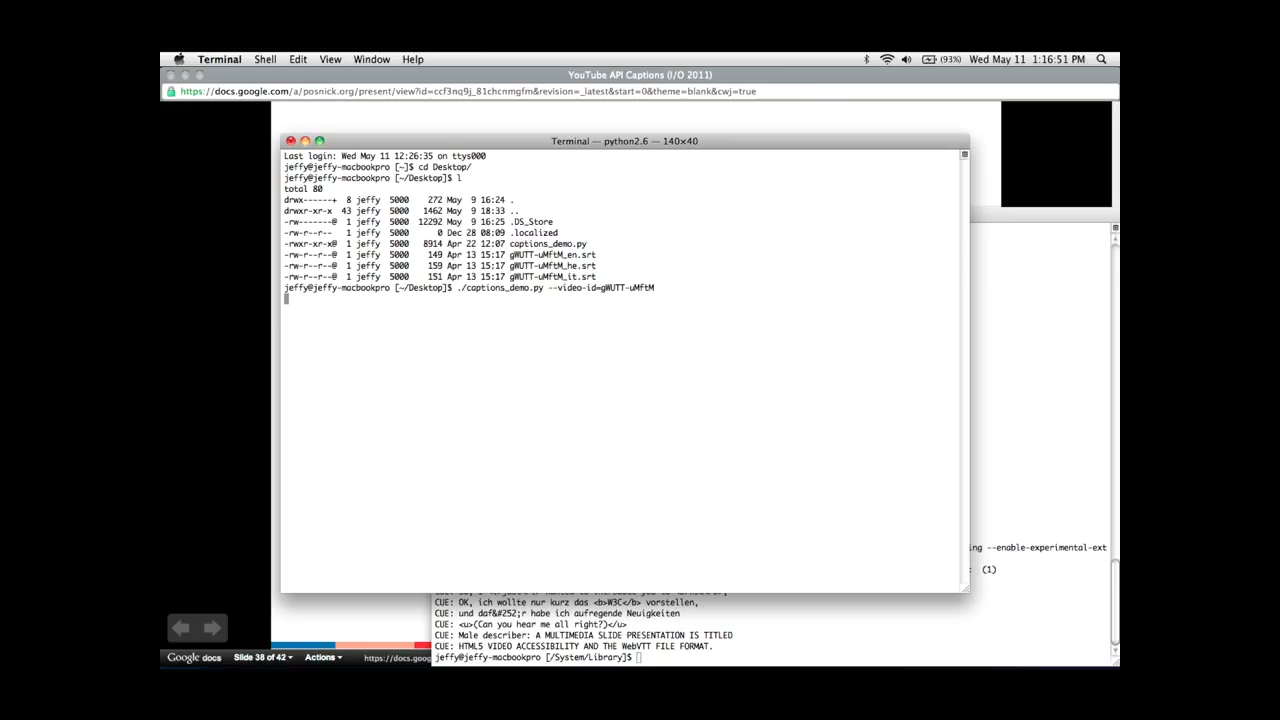 Terminal Shell Edit View Window Help (93%) Wed May 11 1:16:51 PM
YouTube API Captions (I/O 2011)
https://docs.google.com/a/posnick.org/present/view?id=ccf3nq9j_81chcnmgfm&revision=_latest&start=0&theme=blank&cwj=true
Terminal — python2.6 — 140×40
Last login: Wed May 11 12:26:35 on ttys000
jeffy@jeffy-macbookpro [~]$ cd Desktop/
jeffy@jeffy-macbookpro [~/Desktop]$ l
total 80
drwx------+ 8 jeffy 5000 272 May 9 16:24 .
drwxr-xr-x 43 jeffy 5000 1462 May 9 18:33 ..
-rw-------@ 1 jeffy 5000 12292 May 9 16:25 .DS_Store
-rw-r--r-- 1 jeffy 5000 0 Dec 28 08:09 .localized
-rwxr-xr-x@ 1 jeffy 5000 8914 Apr 22 12:07 captions_demo.py
-rw-r--r--@ 1 jeffy 5000 149 Apr 13 15:17 gWUTT-uMftM_en.srt
-rw-r--r--@ 1 jeffy 5000 159 Apr 13 15:17 gWUTT-uMftM_he.srt
-rw-r--r--@ 1 jeffy 5000 151 Apr 13 15:17 gWUTT-uMftM_it.srt
jeffy@jeffy-macbookpro [~/Desktop]$ ./captions_demo.py --video-id=gWUTT-uMftM
ing --enable-experimental-ext
: (1)
CUE: OK, ich wollte nur kurz das <b>W3C</b> vorstellen,
CUE: und daf&#252;r habe ich aufregende Neuigkeiten
CUE: <u>(Can you hear me all right?)</u>
CUE: Male describer: A MULTIMEDIA SLIDE PRESENTATION IS TITLED
CUE: HTML5 VIDEO ACCESSIBILITY AND THE WebVTT FILE FORMAT.
jeffy@jeffy-macbookpro [/System/Library]$
Google docs Slide 38 of 42 Actions https://docs.goog